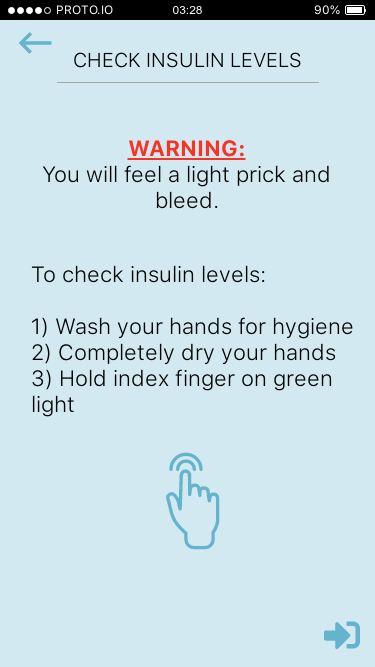 PROTO.IO 03:28 90%
CHECK INSULIN LEVELS
WARNING:
You will feel a light prick and
bleed.
To check insulin levels:
1) Wash your hands for hygiene
2) Completely dry your hands
3) Hold index finger on green
light